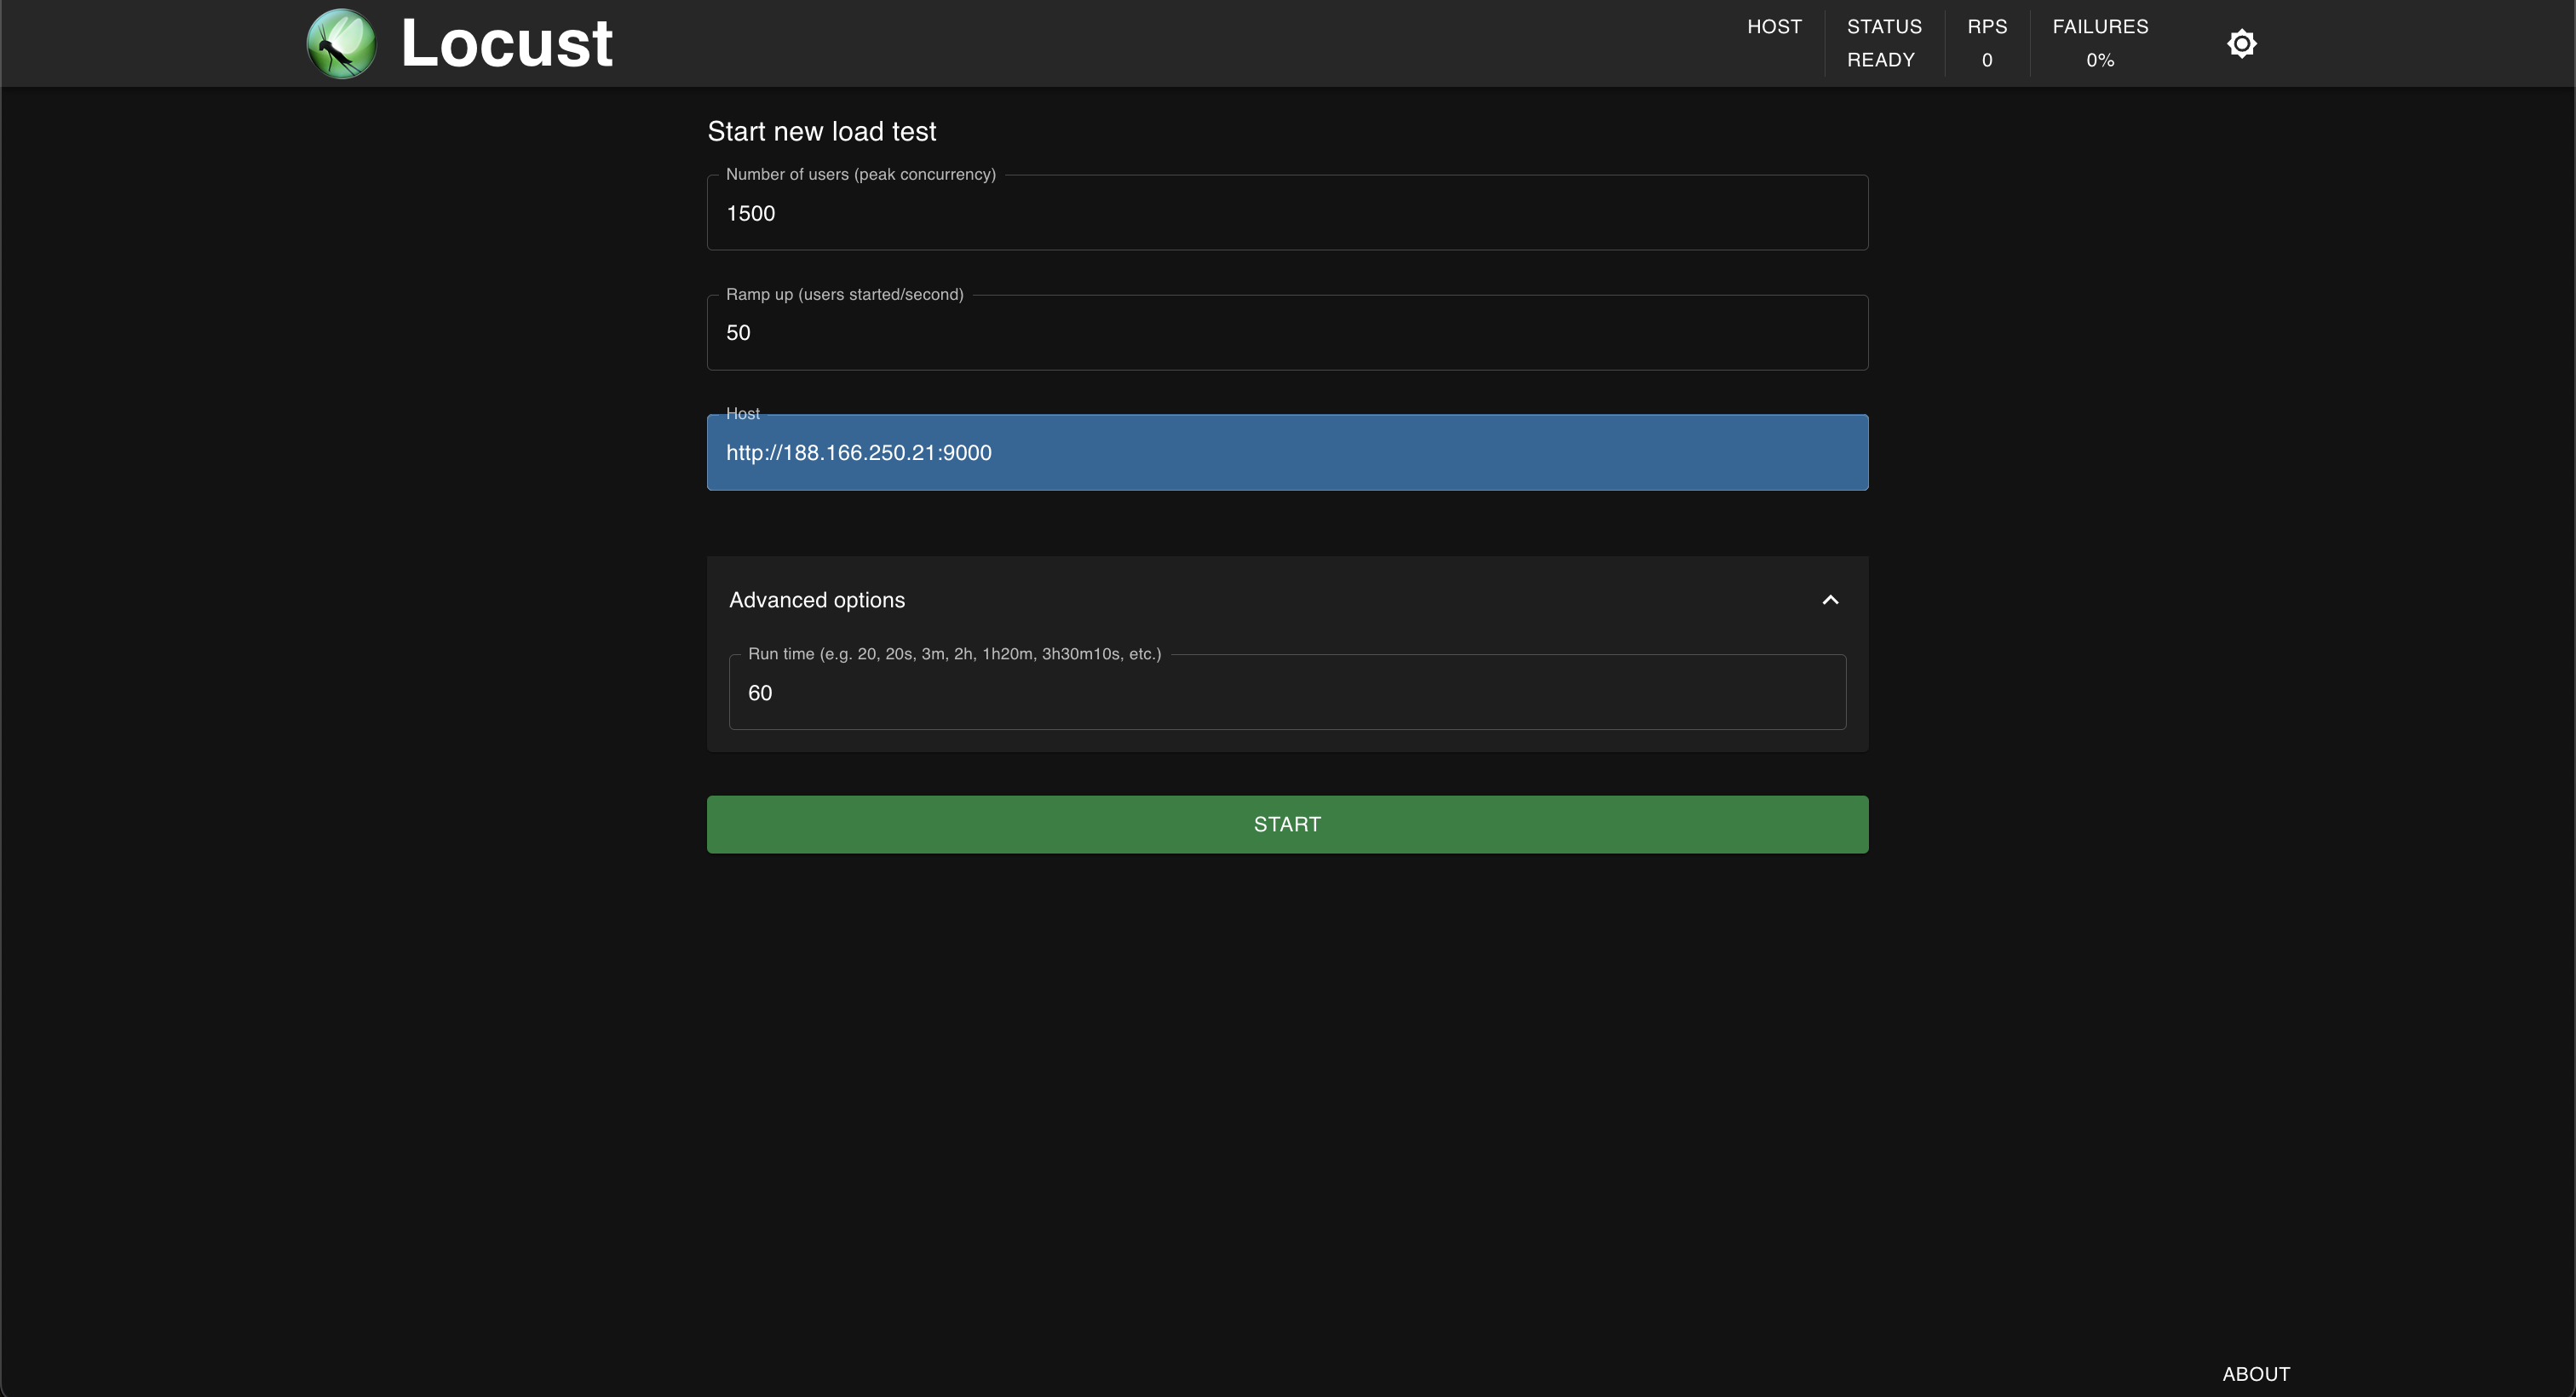 Locust
HOST
STATUS
READY
RPS
0
FAILURES
0%
Start new load test
Number of users (peak concurrency)
1500
Ramp up (users started/second)
50
Host
http://188.166.250.21:9000
Advanced options
Run time (e.g. 20, 20s, 3m, 2h, 1h20m, 3h30m10s, etc.)
60
START
ABOUT